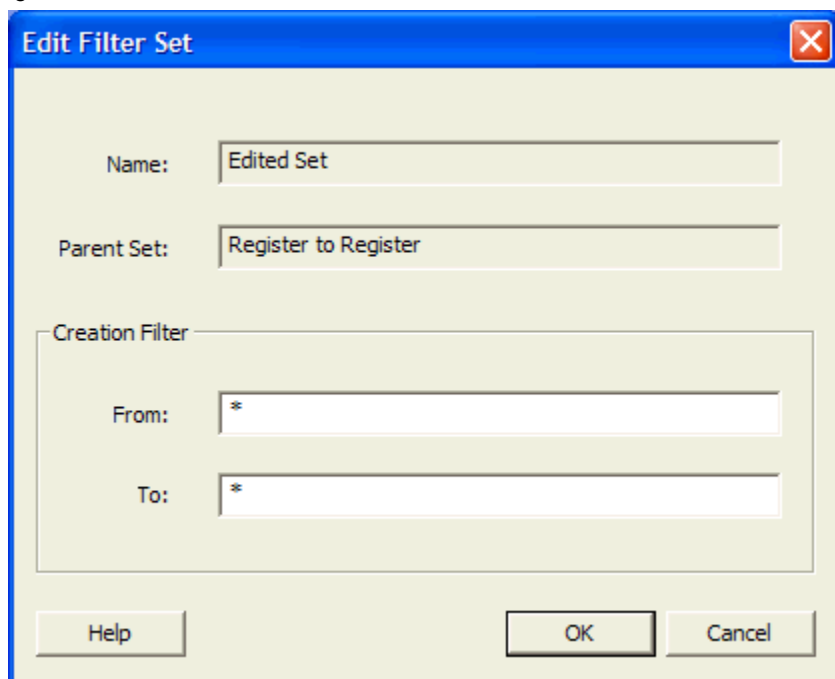 Edit Filter Set
Name: Edited Set
Parent Set: Register to Register
Creation Filter
From: *
To: *
Help OK Cancel